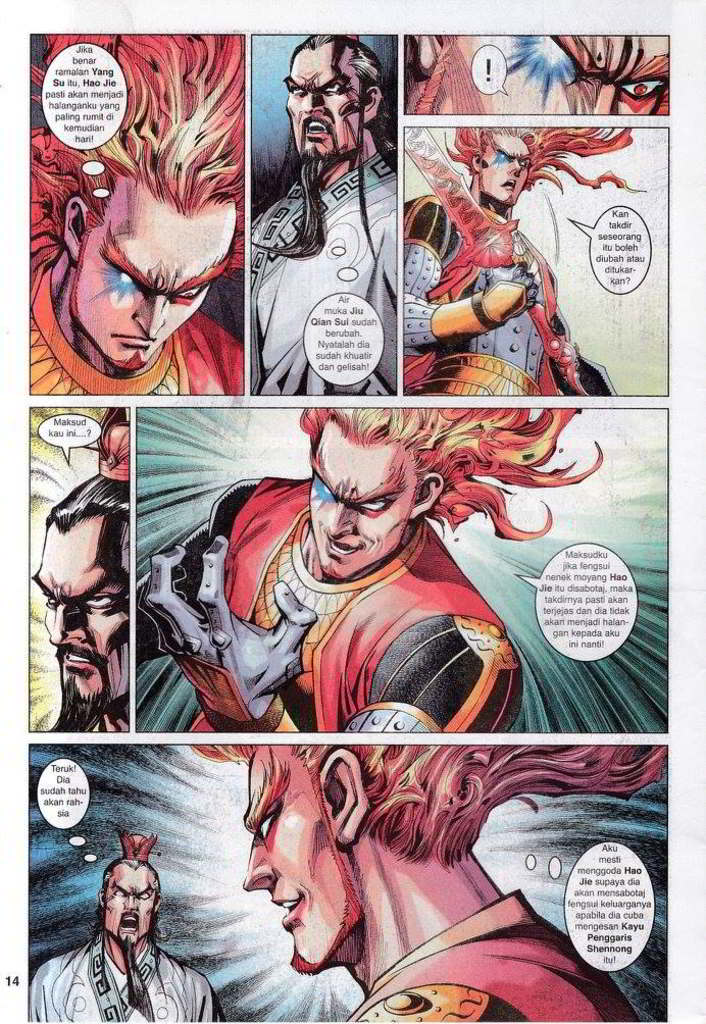 Jika
benar
ramalan Yang
Su itu, Hao Jie
pasti akan menjadi
halanganku yang
paling rumit di
kemudian
hari!
Air
muka Jiu
Qian Sui sudah
berubah.
Nyatalah dia
sudah khuatir
dan gelisah!
!
Kan
takdir
seseorang
itu boleh
diubah atau
ditukar-
kan?
Maksud
kau ini....?
Maksudku
jika fengsui
nenek moyang Hao
Jie itu disabotaj, maka
takdirnya pasti akan
terjejas dan dia tidak
akan menjadi halan-
gan kepada aku
ini nanti!
Teruk!
Dia
sudah tahu
akan rah-
sia
Aku
mesti
menggoda Hao
Jie supaya dia
akan mensabotaj
fengsui keluarganya
apabila dia cuba
mengesan Kayu
Penggaris
Shennong
itu!
14